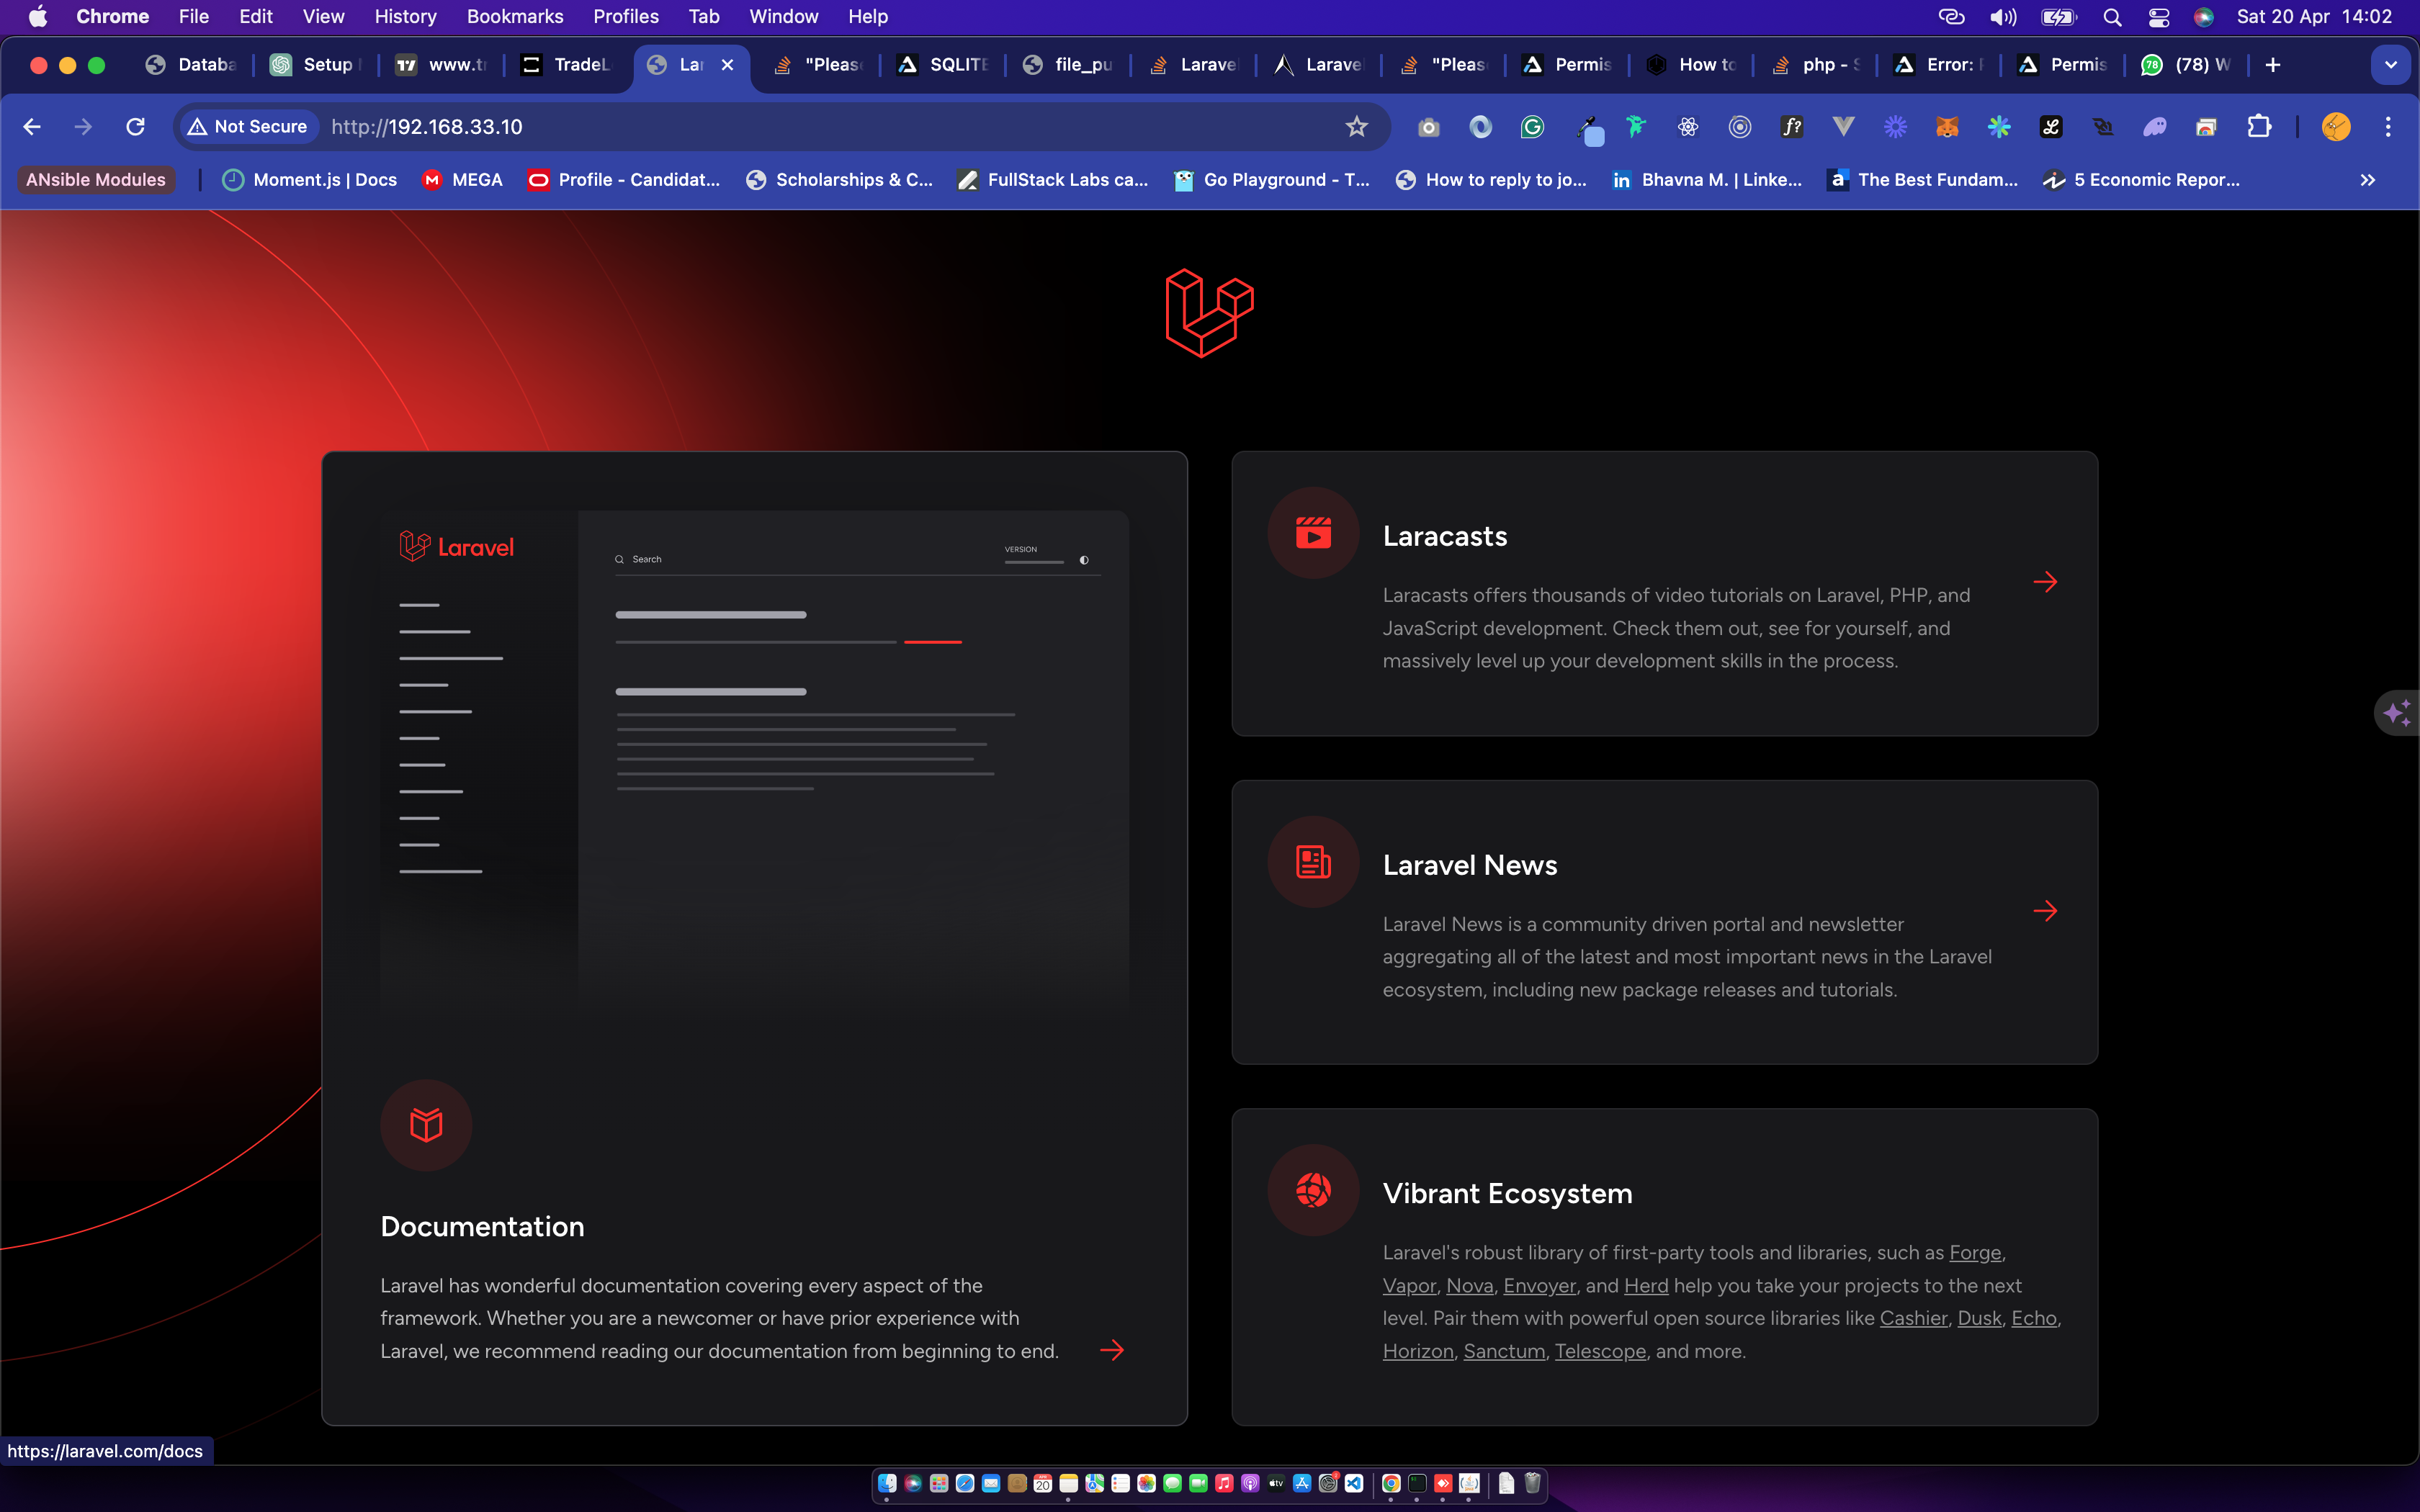 Chrome File Edit View History Bookmarks Profiles Tab Window Help Sat 20 Apr 14:02
Databa Setup www.t TradeL Lar "Pleas SQLITE file_pu Larave Larave "Pleas Permis How to php - S Error: Permis (78) W
Not Secure http://192.168.33.10
ANsible Modules Moment.js | Docs MEGA Profile - Candidat... Scholarships & C... FullStack Labs ca... Go Playground - T... How to reply to jo... Bhavna M. | Linke... The Best Fundam... 5 Economic Repor...
Laravel
Search
VERSION
Documentation
Laravel has wonderful documentation covering every aspect of the
framework. Whether you are a newcomer or have prior experience with
Laravel, we recommend reading our documentation from beginning to end.
Laracasts
Laracasts offers thousands of video tutorials on Laravel, PHP, and
JavaScript development. Check them out, see for yourself, and
massively level up your development skills in the process.
Laravel News
Laravel News is a community driven portal and newsletter
aggregating all of the latest and most important news in the Laravel
ecosystem, including new package releases and tutorials.
Vibrant Ecosystem
Laravel's robust library of first-party tools and libraries, such as Forge,
Vapor, Nova, Envoyer, and Herd help you take your projects to the next
level. Pair them with powerful open source libraries like Cashier, Dusk, Echo,
Horizon, Sanctum, Telescope, and more.
https://laravel.com/docs